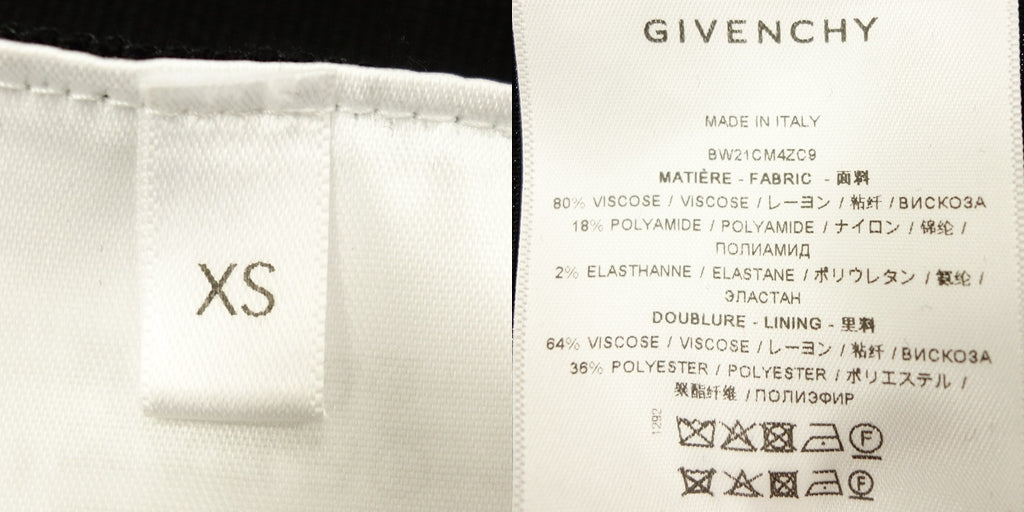 XS
GIVENCHY
MADE IN ITALY
BW21CM4ZC9
MATIÈRE - FABRIC - 面料
80% VISCOSE / VISCOSE / レーヨン / 粘纤 / ВИСКОЗА
18% POLYAMIDE / POLYAMIDE / ナイロン / 锦纶 /
ПОЛИАМИД
2% ELASTHANNE / ELASTANE / ポリウレタン / 氨纶 /
ЭЛАСТАН
DOUBLURE - LINING - 里料
64% VISCOSE / VISCOSE / レーヨン / 粘纤 / ВИСКОЗА
36% POLYESTER / POLYESTER / ポリエステル /
聚酯纤维 / ПОЛИЭФИР
1292
F
F